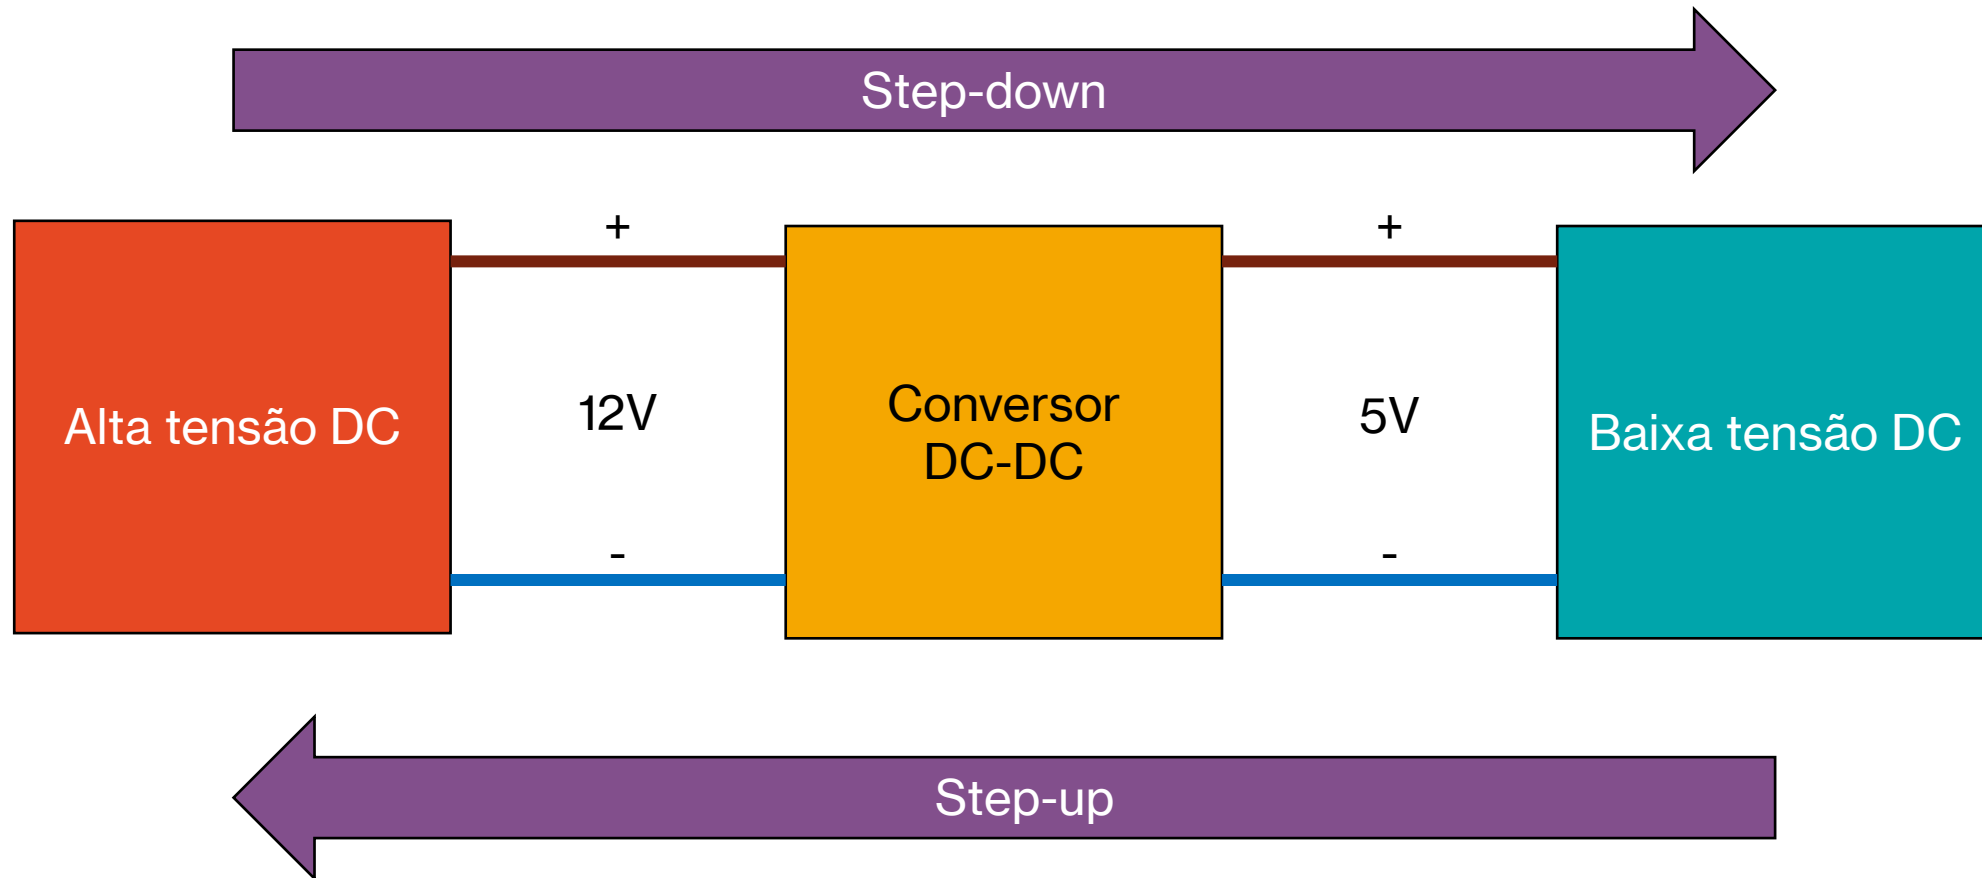 Step-down
+
+
Alta tensão DC
12V
Conversor
DC-DC
5V
Baixa tensão DC
-
-
Step-up